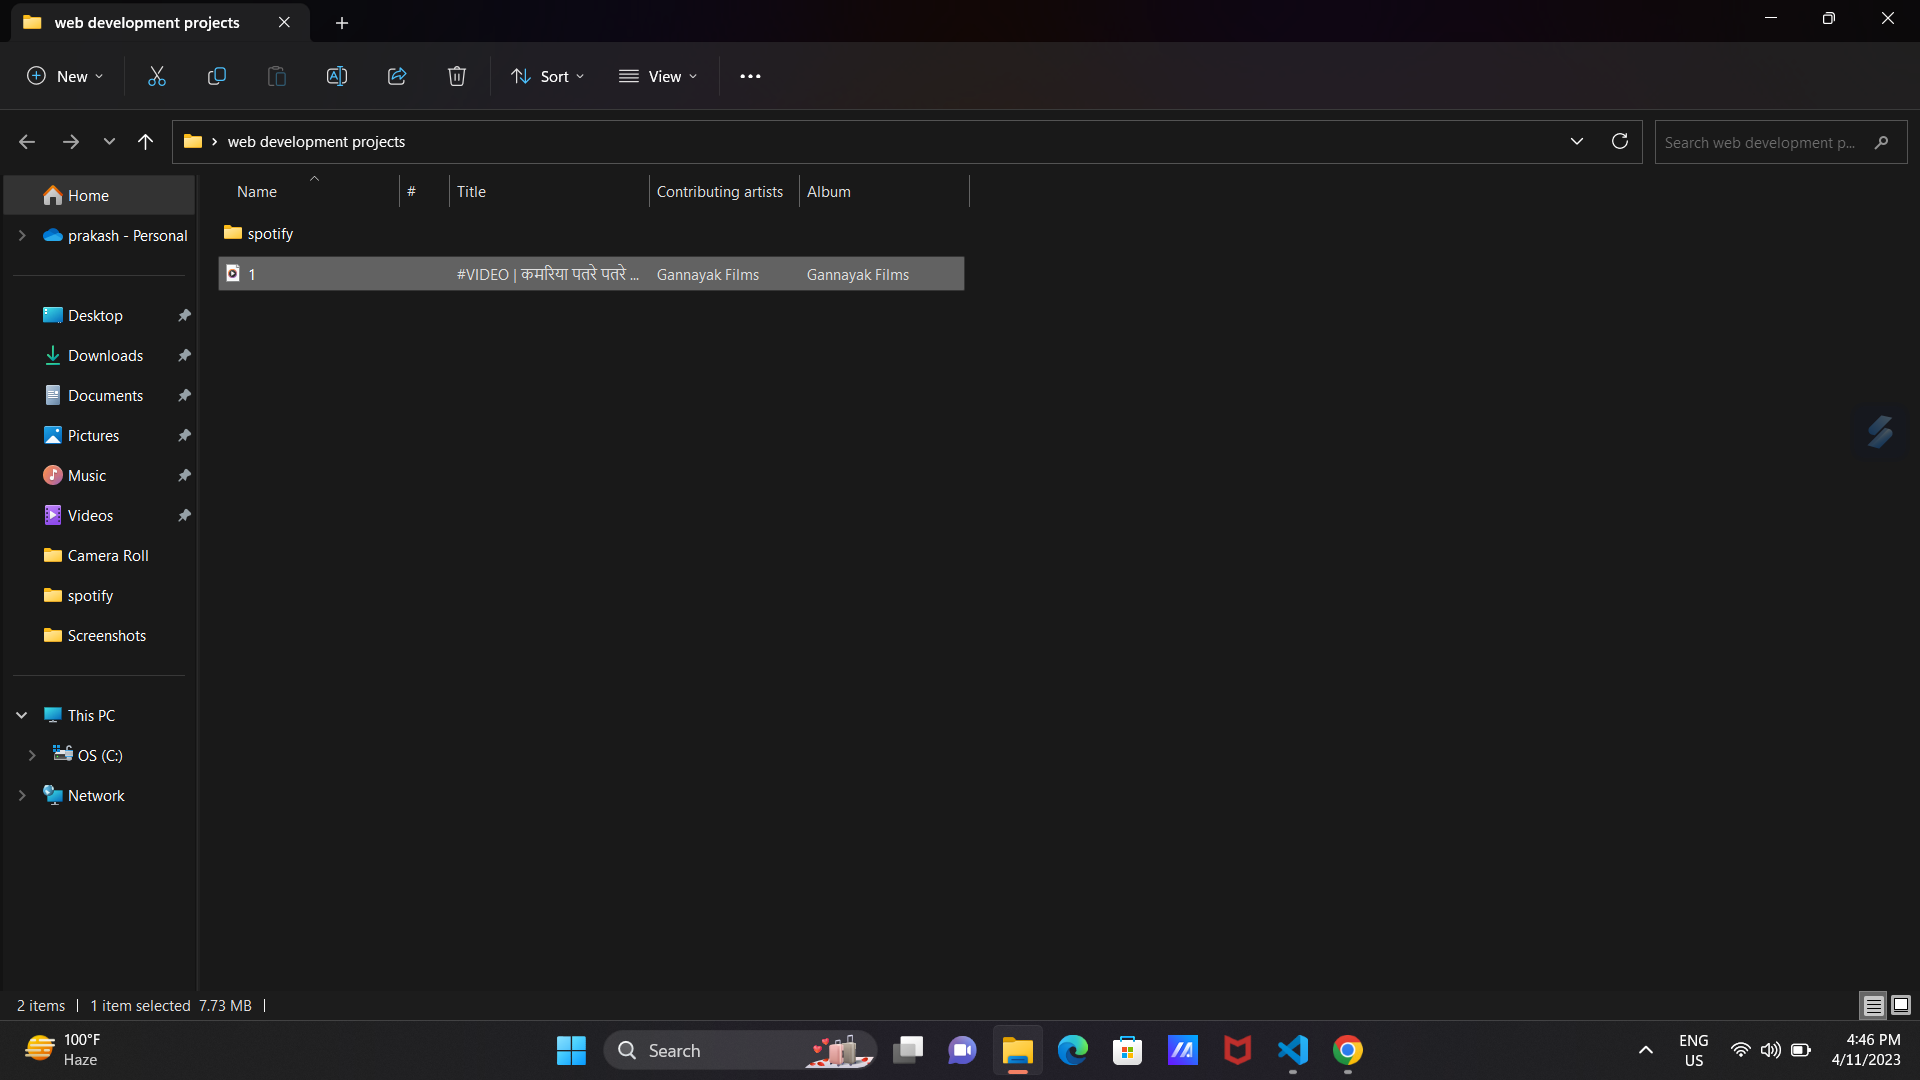 web development projects
New
Sort
View
web development projects
Search web development p...
Home
prakash - Personal
Desktop
Downloads
Documents
Pictures
Music
Videos
Camera Roll
spotify
Screenshots
This PC
OS (C:)
Network
Name # Title Contributing artists Album
spotify
1 #VIDEO | कमरिया पतरे पतरे ... Gannayak Films Gannayak Films
2 items 1 item selected 7.73 MB
100°F
Haze
Search
ENG
US
4:46 PM
4/11/2023